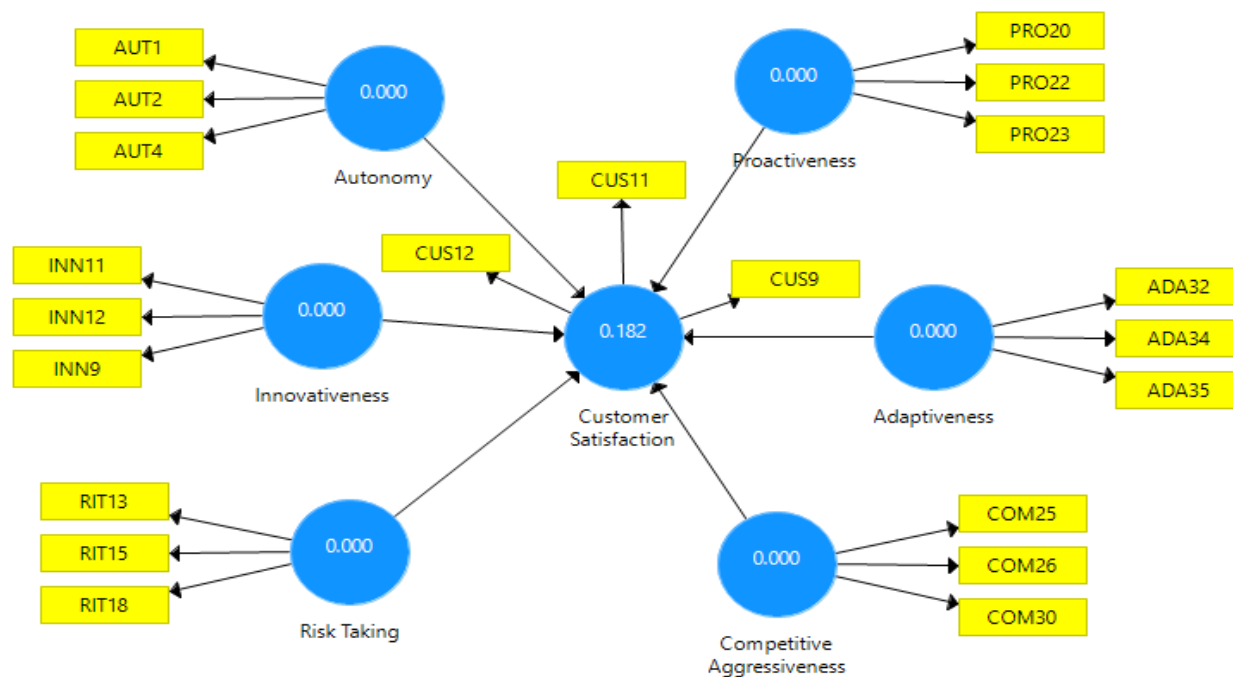 AUT1
AUT2
AUT4
0.000
Autonomy
PRO20
PRO22
PRO23
0.000
Proactiveness
CUS11
CUS12
CUS9
0.182
Customer
Satisfaction
INN11
INN12
INN9
0.000
Innovativeness
ADA32
ADA34
ADA35
0.000
Adaptiveness
RIT13
RIT15
RIT18
0.000
Risk Taking
COM25
COM26
COM30
0.000
Competitive
Aggressiveness